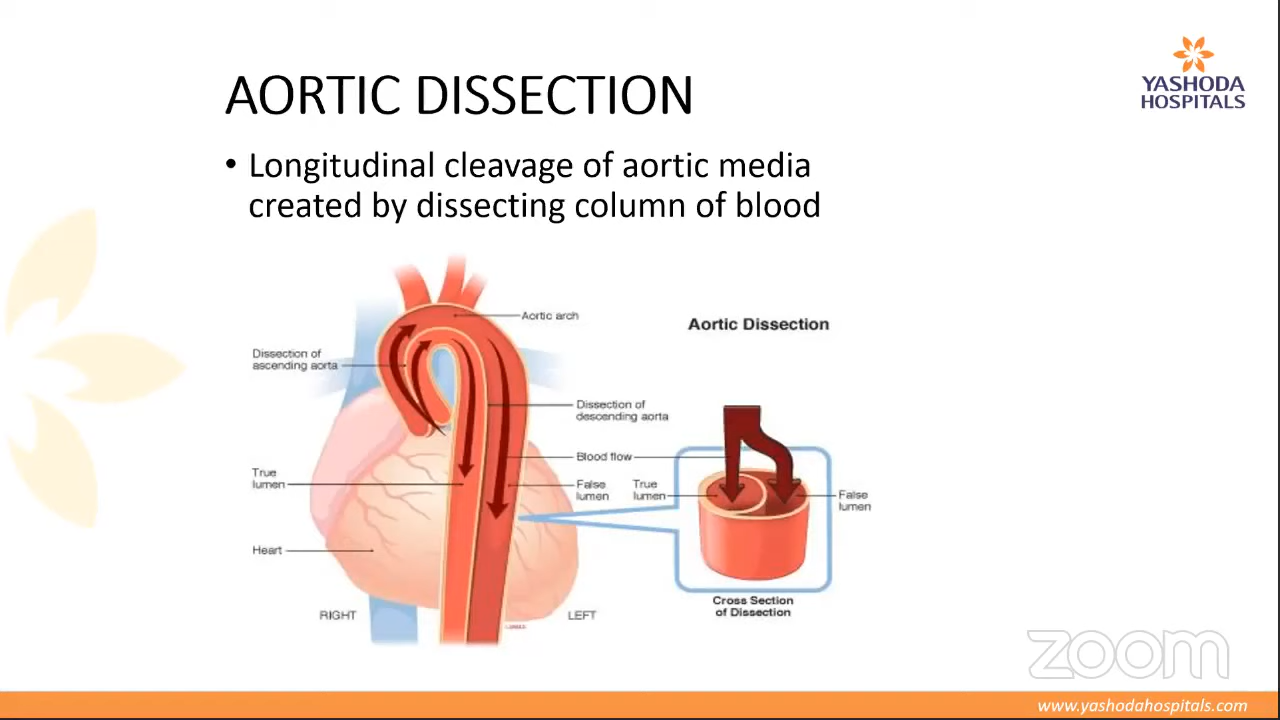 YASHODA
HOSPITALS
AORTIC DISSECTION
• Longitudinal cleavage of aortic media
created by dissecting column of blood
Aortic arch
Aortic Dissection
Dissection of
ascending aorta
Dissection of
descending aorta
Blood flow
True
lumen
False
lumen
True
lumen
False
lumen
Heart
Cross Section
of Dissection
RIGHT
LEFT
zoom
www.yashodahospitals.com